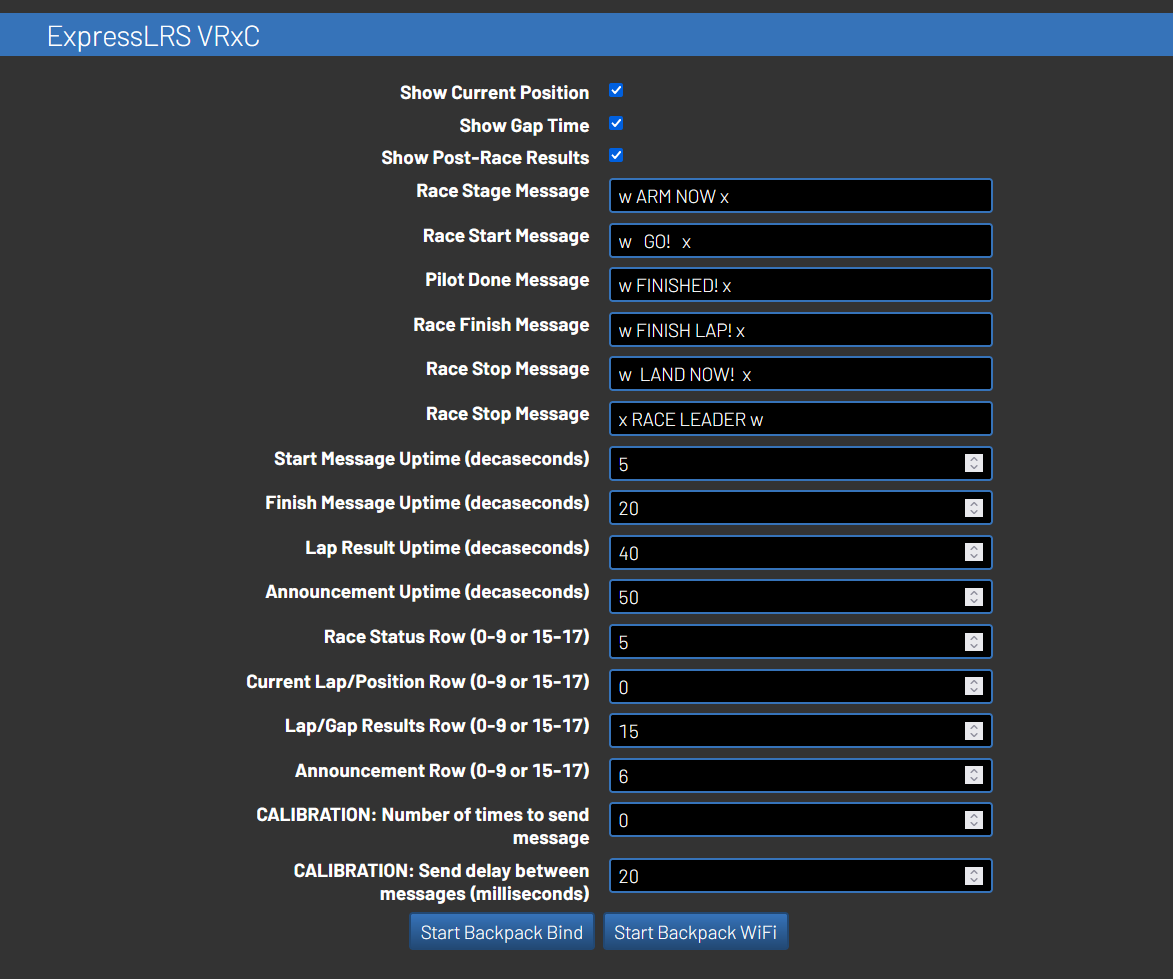 ExpressLRS VRxC
Show Current Position
Show Gap Time
Show Post-Race Results
Race Stage Message w ARM NOW x
Race Start Message w   GO!   x
Pilot Done Message w FINISHED! x
Race Finish Message w FINISH LAP! x
Race Stop Message w  LAND NOW!  x
Race Stop Message x RACE LEADER w
Start Message Uptime (decaseconds) 5
Finish Message Uptime (decaseconds) 20
Lap Result Uptime (decaseconds) 40
Announcement Uptime (decaseconds) 50
Race Status Row (0-9 or 15-17) 5
Current Lap/Position Row (0-9 or 15-17) 0
Lap/Gap Results Row (0-9 or 15-17) 15
Announcement Row (0-9 or 15-17) 6
CALIBRATION: Number of times to send 0
message
CALIBRATION: Send delay between 20
messages (milliseconds)
Start Backpack Bind Start Backpack WiFi